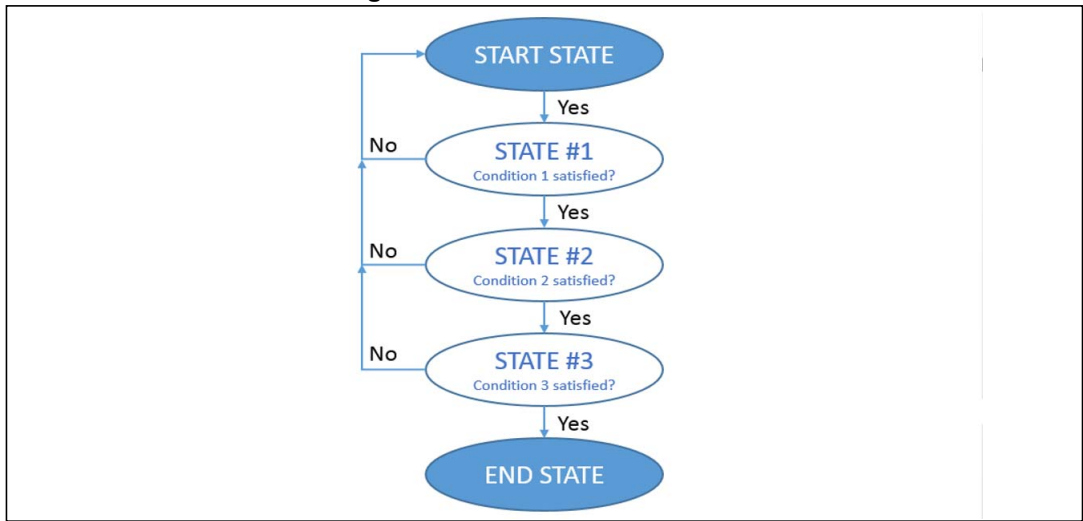 START STATE
Yes
No
STATE #1
Condition 1 satisfied?
Yes
No
STATE #2
Condition 2 satisfied?
Yes
No
STATE #3
Condition 3 satisfied?
Yes
END STATE